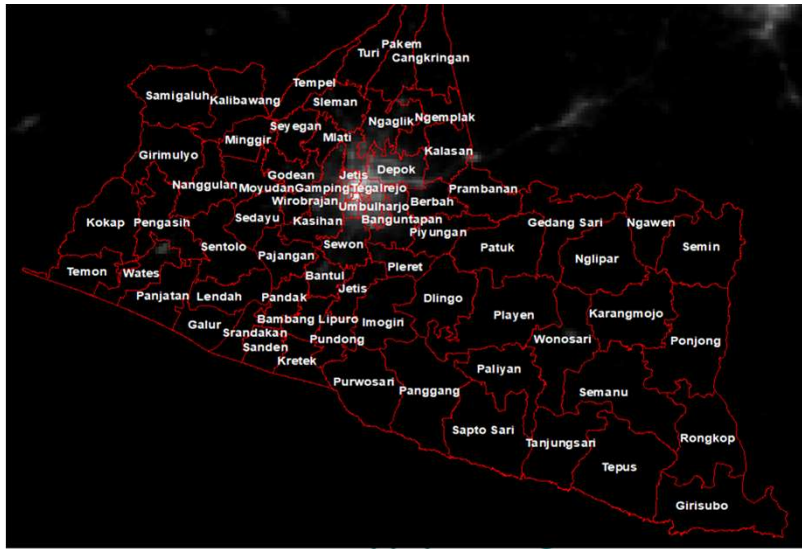 Pakem
Turi
Cangkringan
Tempel
Samigaluh
Kalibawang
Sleman
Ngaglik
Ngemplak
Seyegan
Mlati
Minggir
Kalasan
Girimulyo
Depok
Godean
Jetis
Nanggulan
Moyudan
Gamping
Tegalrejo
Prambanan
Wirobrajan
Umbulharjo
Berbah
Kokap
Pengasih
Sedayu
Kasihan
Banguntapan
Gedang Sari
Ngawen
Piyungan
Sentolo
Sewon
Patuk
Semin
Pajangan
Nglipar
Temon
Wates
Bantul
Pleret
Jetis
Panjatan
Lendah
Pandak
Dlingo
Playen
Karangmojo
Galur
Bambang Lipuro
Imogiri
Srandakan
Pundong
Wonosari
Ponjong
Sanden
Kretek
Paliyan
Purwosari
Panggang
Semanu
Sapto Sari
Tanjungsari
Rongkop
Tepus
Girisubo